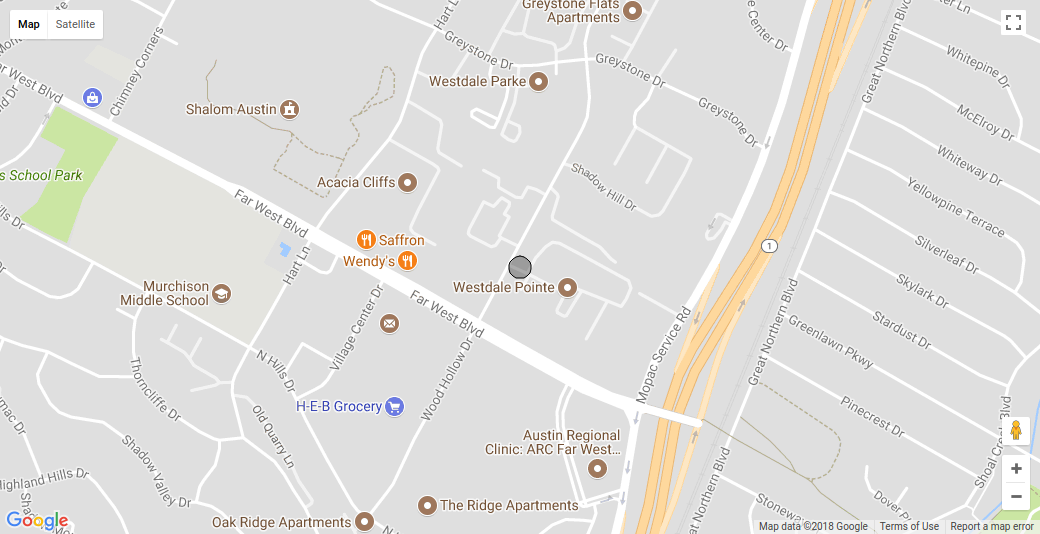 Map
Satellite
Greystone Flats
Apartments
Hart Ln
Chimney Corners
Far West Blvd
Greystone Dr
Westdale Parke
Greystone Dr
Greystone Dr
Center Dr
Great Northern Blvd
Whitepine Dr
McElroy Dr
Whiteway Dr
Yellowpine Terrace
Silverleaf Dr
Skylark Dr
Stardust Dr
Greenlawn Pkwy
Pinecrest Dr
Shalom Austin
School Park
Acacia Cliffs
Shadow Hill Dr
Far West Blvd
Saffron
Wendy's
1
Hart Ln
Westdale Pointe
Murchison
Middle School
Village Center Dr
Far West Blvd
Mopac Service Rd
Great Northern Blvd
N Hills Dr
Wood Hollow Dr
Thorncliffe Dr
H-E-B Grocery
Old Quarry Ln
Shadow Valley Dr
Highland Hills Dr
Austin Regional
Clinic: ARC Far West...
Great Northern Blvd
Shoal Cree
The Ridge Apartments
Oak Ridge Apartments
Dover P
Stonew
Google
Map data ©2018 Google
Terms of Use
Report a map error